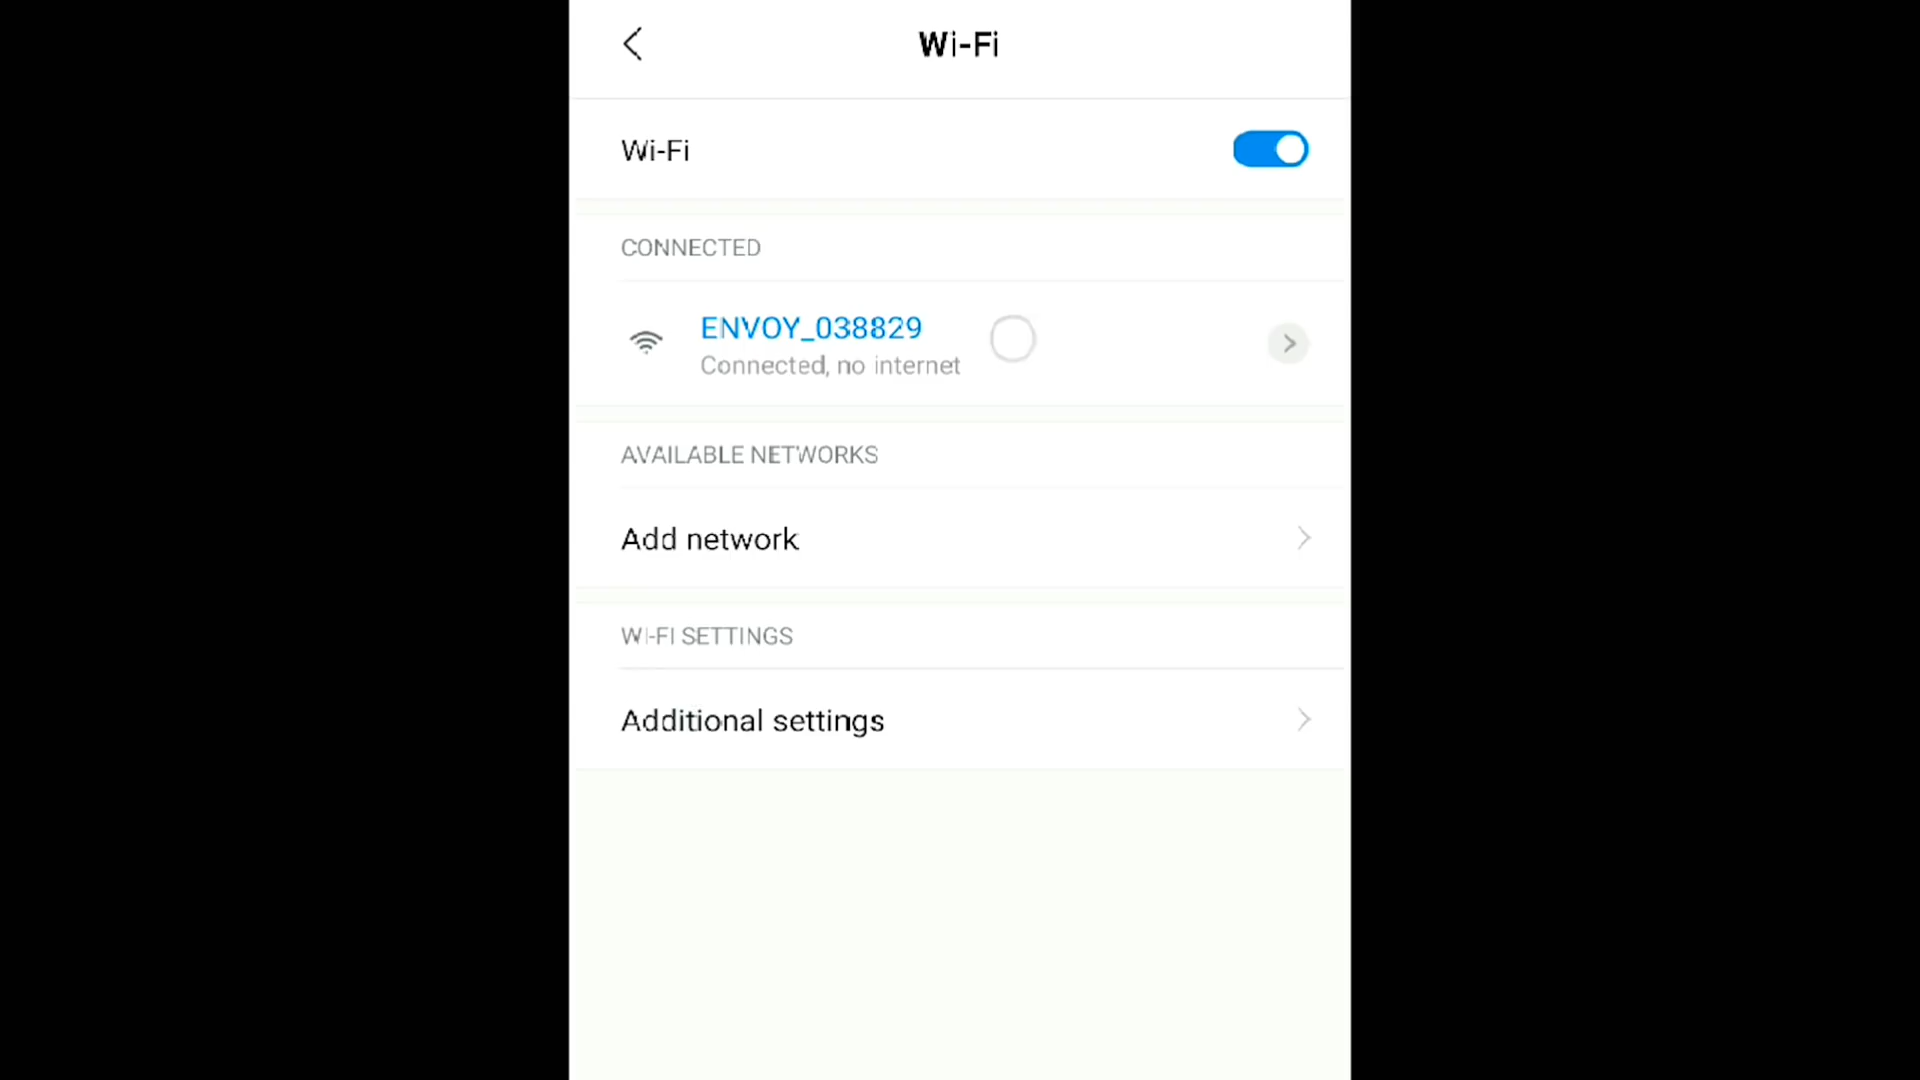 Wi-Fi
Wi-Fi
CONNECTED
ENVOY_038829
Connected, no internet
AVAILABLE NETWORKS
Add network
WI-FI SETTINGS
Additional settings